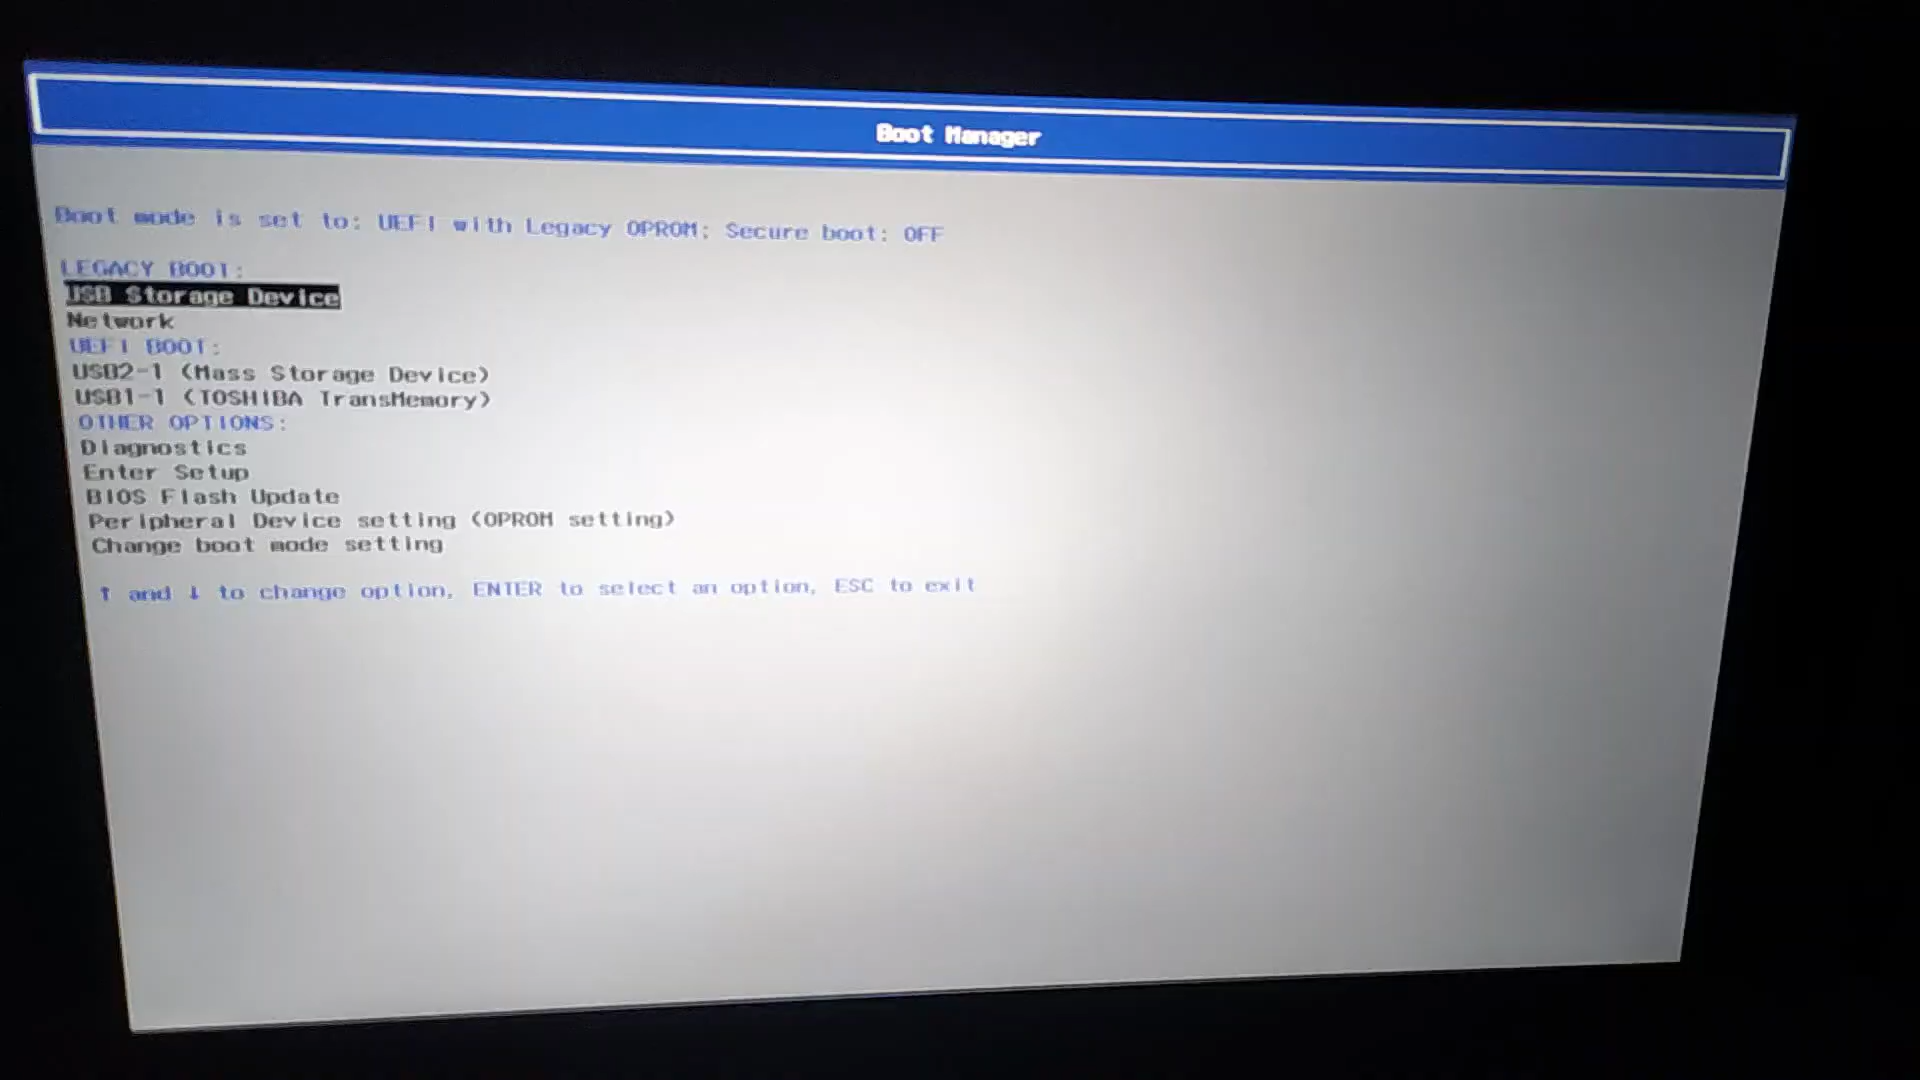 Boot Manager
Boot mode is set to: UEFI with Legacy OPROM; Secure boot: OFF
LEGACY BOOT:
USB Storage Device
Network
UEFI BOOT:
USB2-1 (Mass Storage Device)
USB1-1 (TOSHIBA TransMemory)
OTHER OPTIONS:
Diagnostics
Enter Setup
BIOS Flash Update
Peripheral Device setting (OPROM setting)
Change boot mode setting
↑ and ↓ to change option, ENTER to select an option, ESC to exit